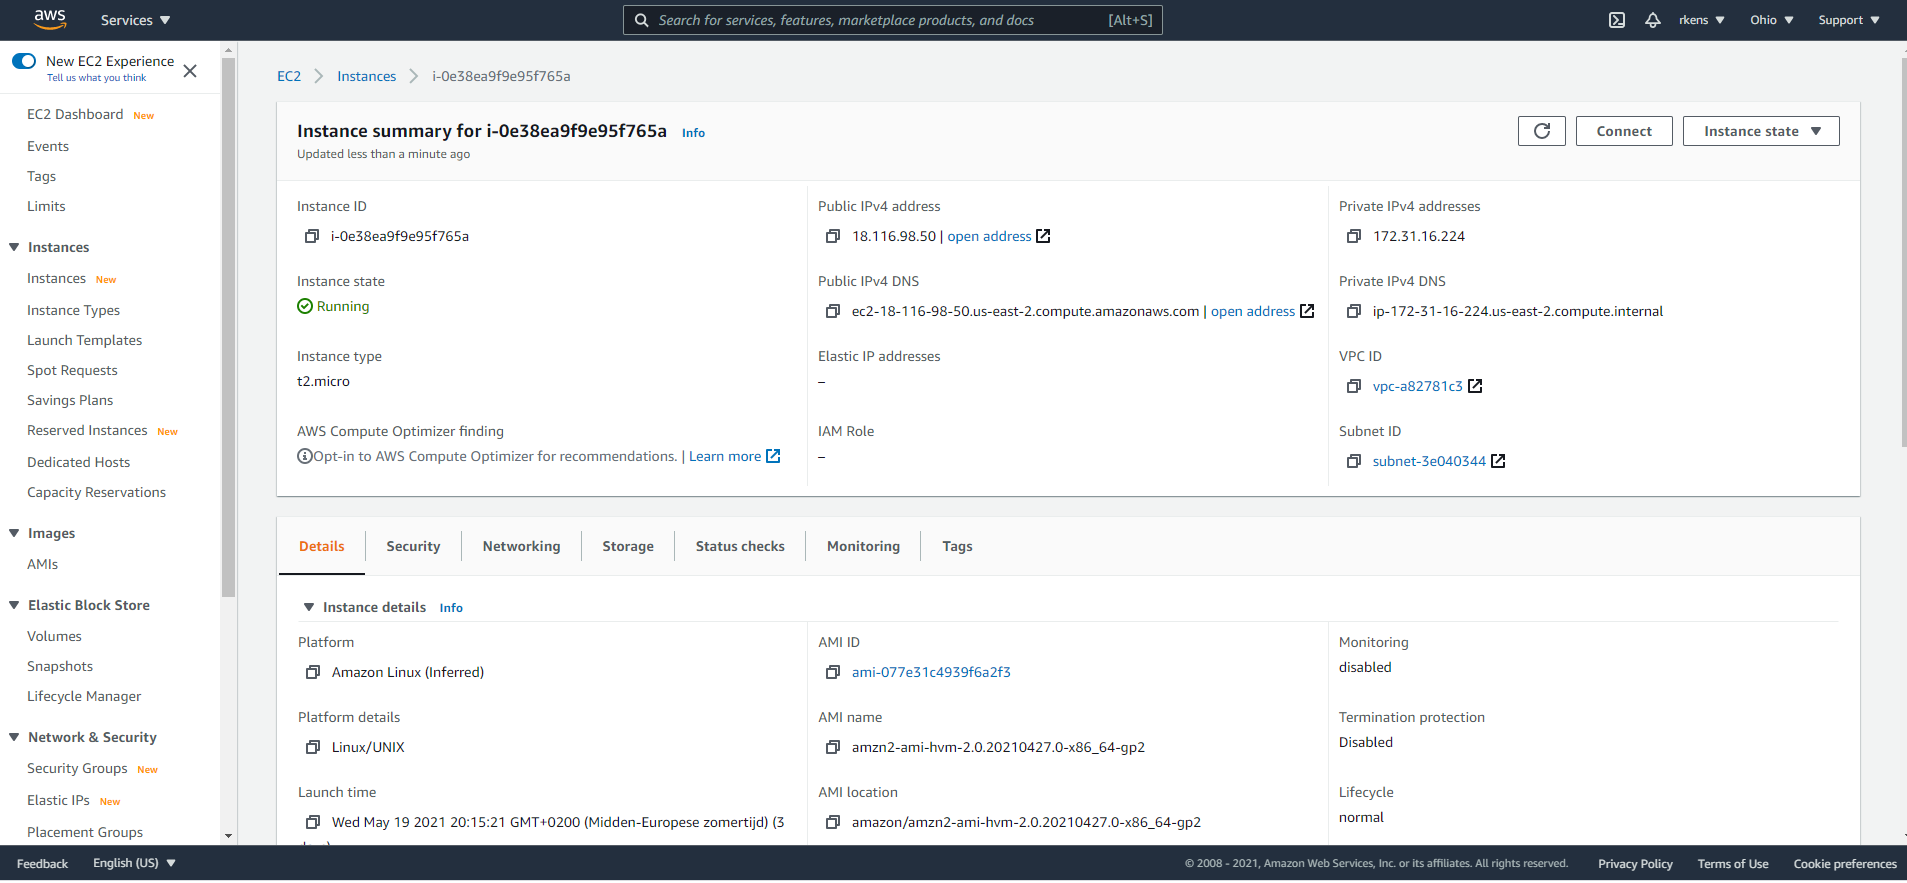 aws
Services
Search for services, features, marketplace products, and docs [Alt+S]
rkens
Ohio
Support
New EC2 Experience
Tell us what you think
EC2 Dashboard New
Events
Tags
Limits
Instances
Instances New
Instance Types
Launch Templates
Spot Requests
Savings Plans
Reserved Instances New
Dedicated Hosts
Capacity Reservations
Images
AMIs
Elastic Block Store
Volumes
Snapshots
Lifecycle Manager
Network & Security
Security Groups New
Elastic IPs New
Placement Groups
EC2 > Instances > i-0e38ea9f9e95f765a
Instance summary for i-0e38ea9f9e95f765a Info
Updated less than a minute ago
Connect
Instance state
Instance ID
i-0e38ea9f9e95f765a
Public IPv4 address
18.116.98.50 | open address
Private IPv4 addresses
172.31.16.224
Instance state
Running
Public IPv4 DNS
ec2-18-116-98-50.us-east-2.compute.amazonaws.com | open address
Private IPv4 DNS
ip-172-31-16-224.us-east-2.compute.internal
Instance type
t2.micro
Elastic IP addresses
–
VPC ID
vpc-a82781c3
AWS Compute Optimizer finding
Opt-in to AWS Compute Optimizer for recommendations. | Learn more
IAM Role
–
Subnet ID
subnet-3e040344
Details
Security
Networking
Storage
Status checks
Monitoring
Tags
Instance details Info
Platform
Amazon Linux (Inferred)
AMI ID
ami-077e31c4939f6a2f3
Monitoring
disabled
Platform details
Linux/UNIX
AMI name
amzn2-ami-hvm-2.0.20210427.0-x86_64-gp2
Termination protection
Disabled
Launch time
Wed May 19 2021 20:15:21 GMT+0200 (Midden-Europese zomertijd) (3
AMI location
amazon/amzn2-ami-hvm-2.0.20210427.0-x86_64-gp2
Lifecycle
normal
Feedback
English (US)
© 2008 - 2021, Amazon Web Services, Inc. or its affiliates. All rights reserved.
Privacy Policy
Terms of Use
Cookie preferences